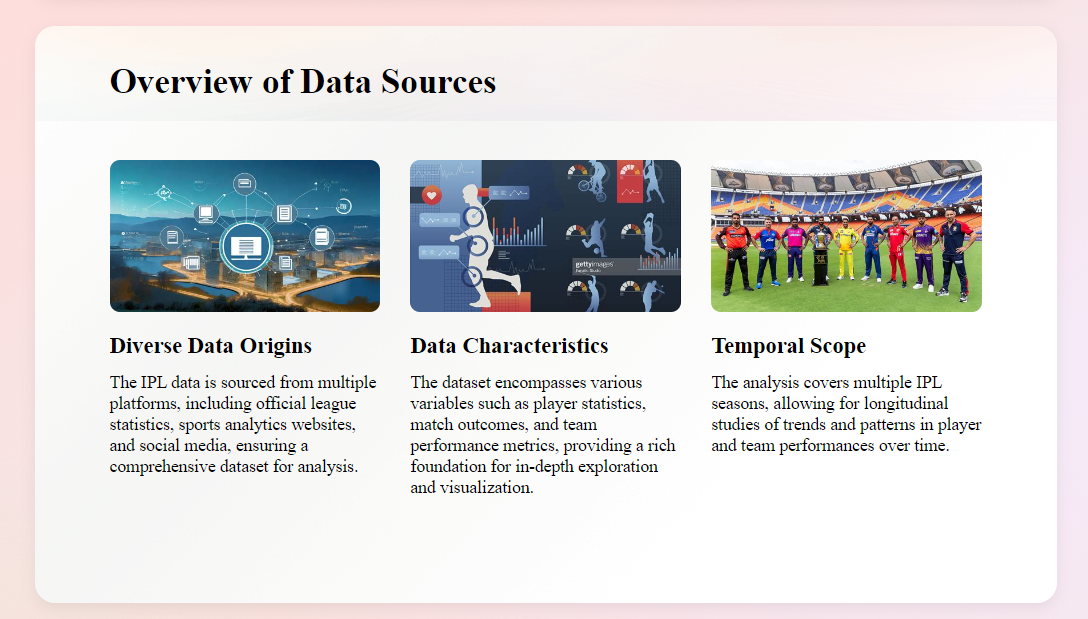 Overview of Data Sources
gettyimages
Diverse Data Origins
The IPL data is sourced from multiple
platforms, including official league
statistics, sports analytics websites,
and social media, ensuring a
comprehensive dataset for analysis.
Data Characteristics
The dataset encompasses various
variables such as player statistics,
match outcomes, and team
performance metrics, providing a rich
foundation for in-depth exploration
and visualization.
Temporal Scope
The analysis covers multiple IPL
seasons, allowing for longitudinal
studies of trends and patterns in player
and team performances over time.